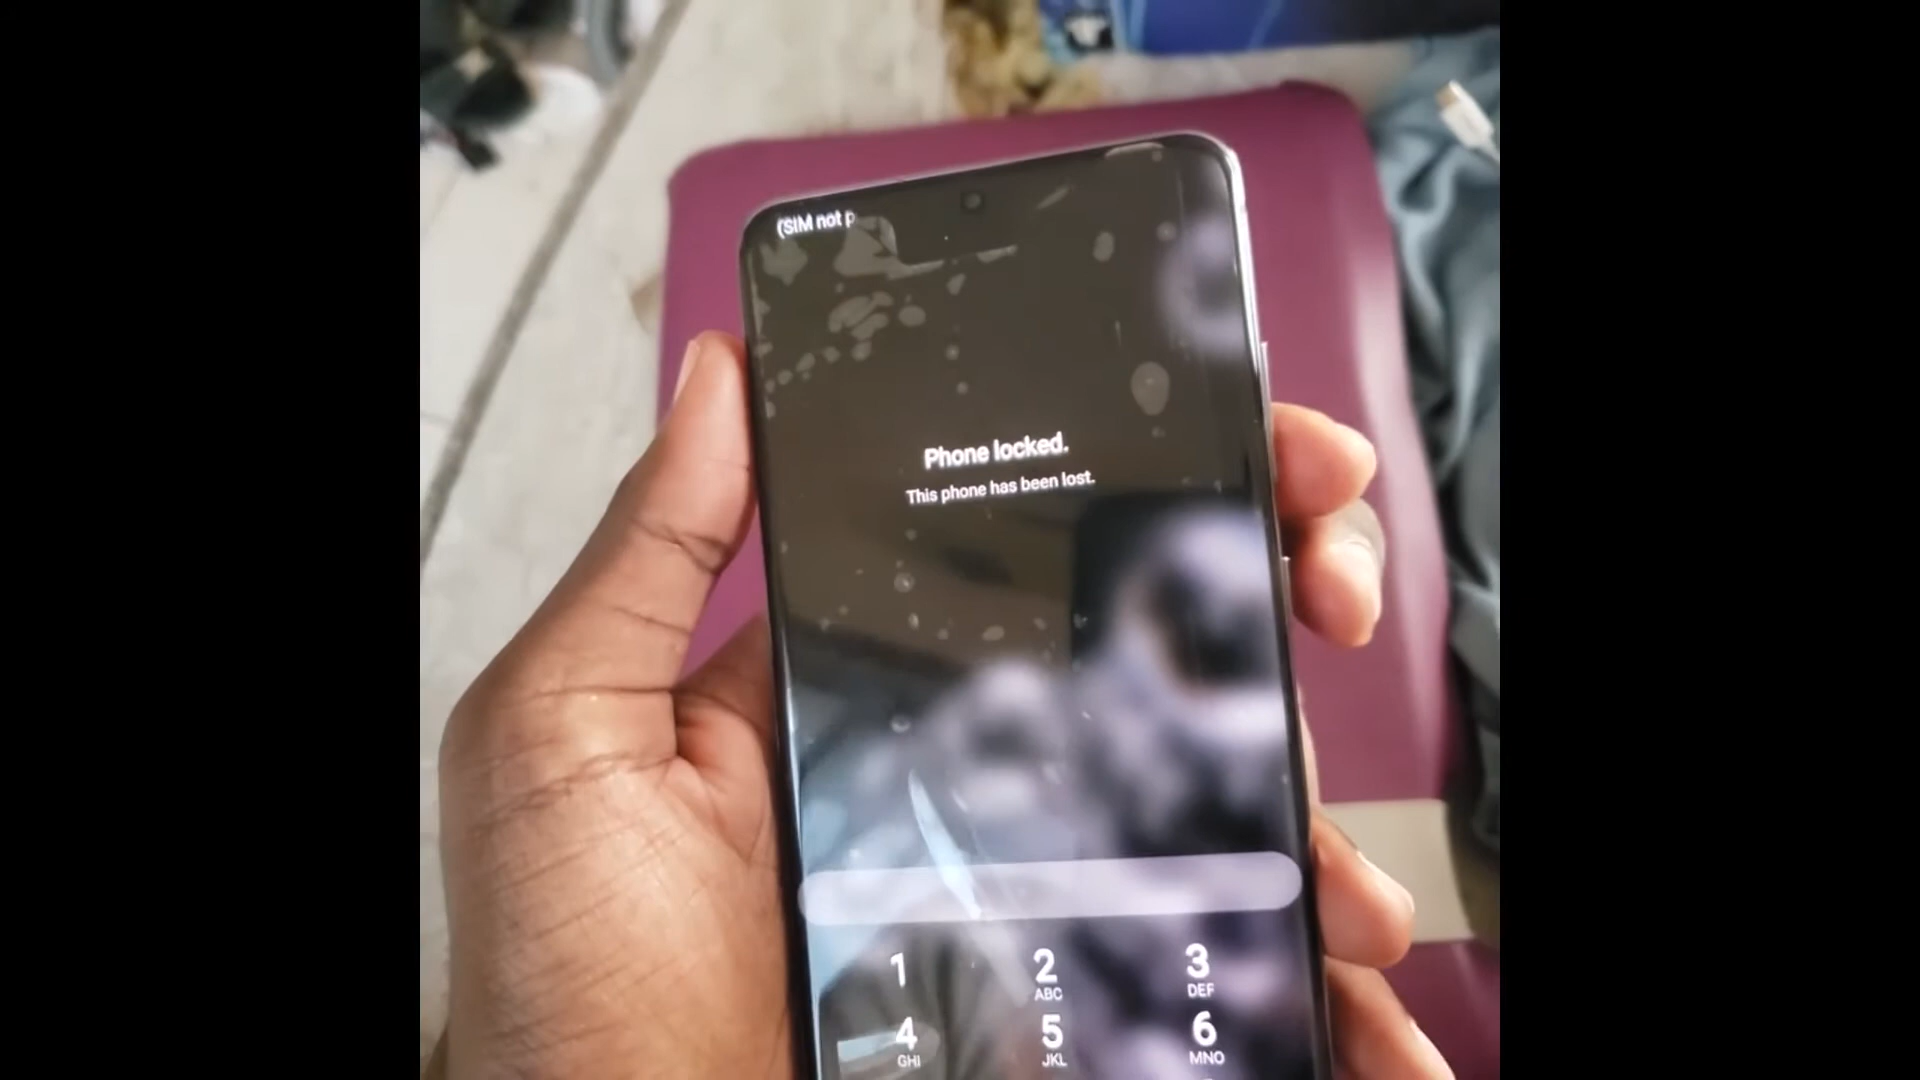 (SIM not p
Phone locked.
This phone has been lost.
1
2
3
ABC
DEF
4
5
6
GHI
JKL
MNO